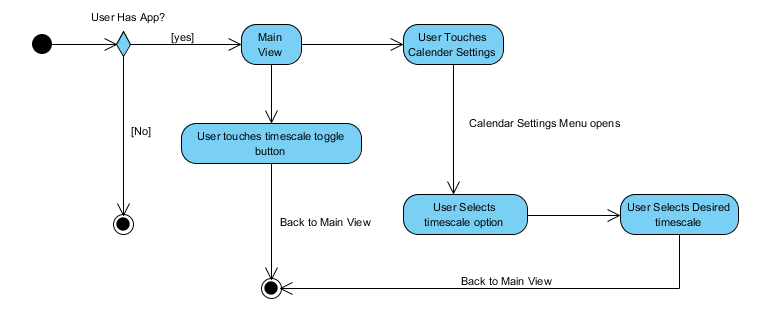 User Has App?
[yes]
Main
View
User Touches
Calender Settings
[No]
User touches timescale toggle
button
Calendar Settings Menu opens
User Selects
timescale option
User Selects Desired
timescale
Back to Main View
Back to Main View